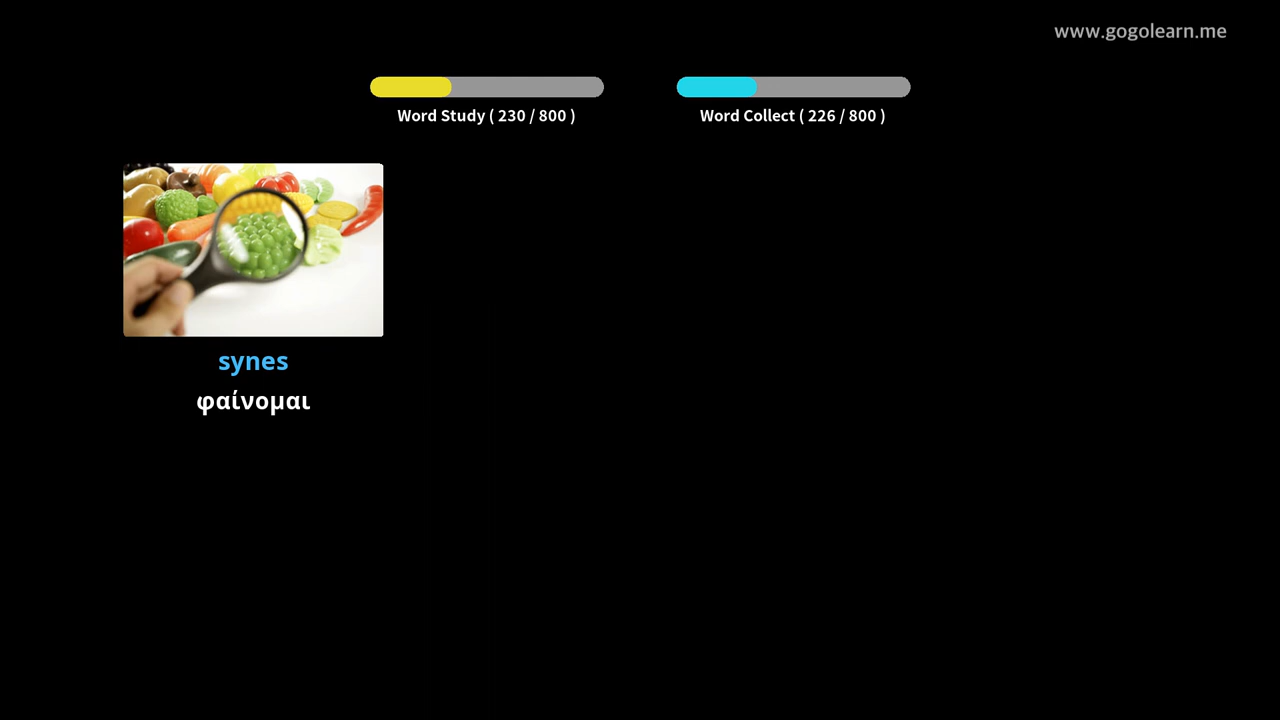 www.gogolearn.me
Word Study ( 230 / 800 )
Word Collect ( 226 / 800 )
synes
φαίνομαι